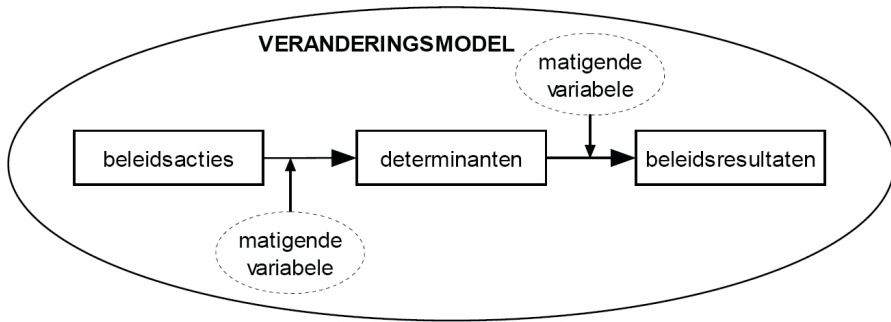 VERANDERINGSMODEL
matigende
variabele
beleidsacties
determinanten
beleidsresultaten
matigende
variabele